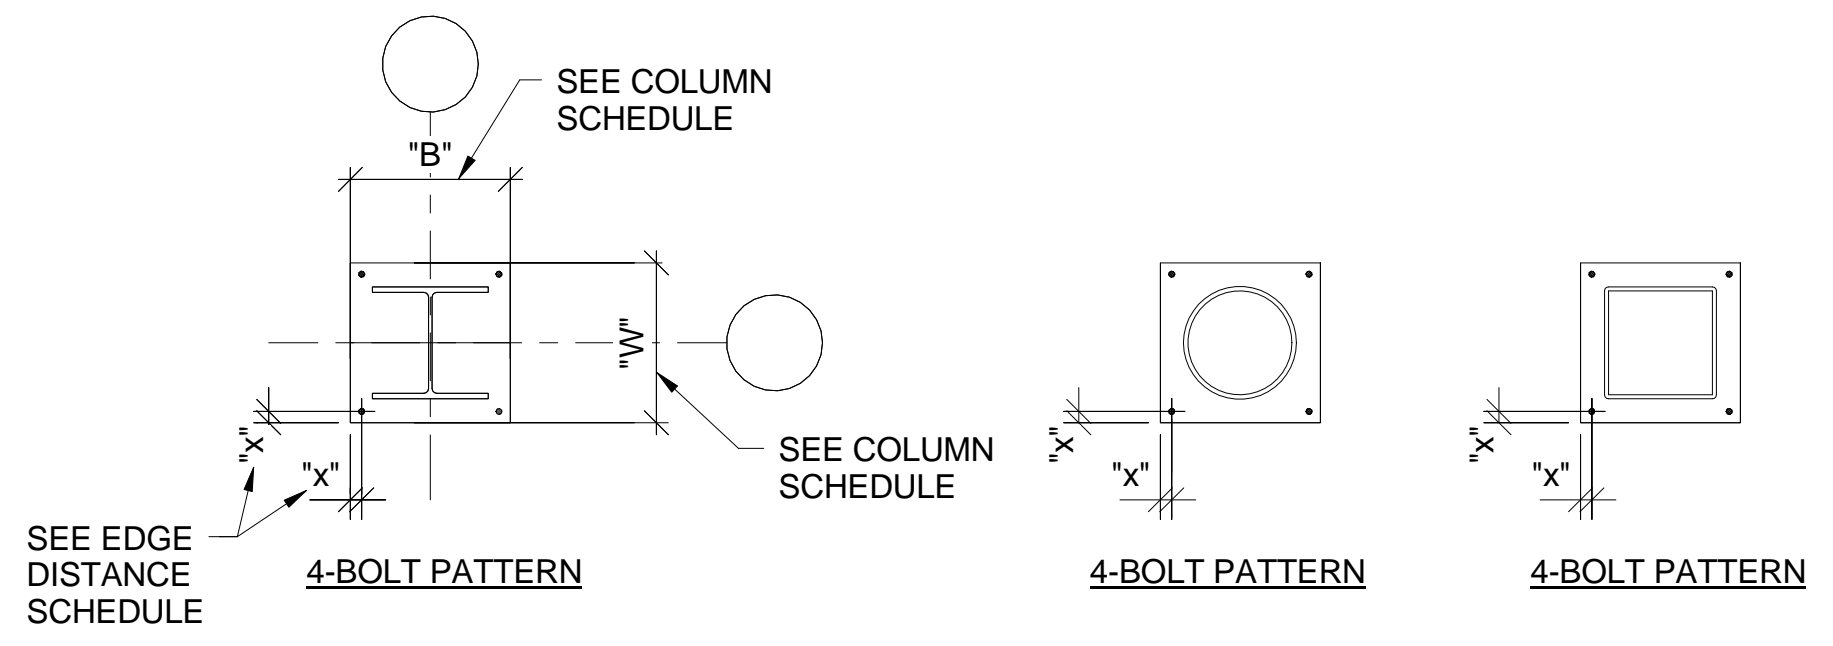 SEE COLUMN
SCHEDULE
"B"
"W"
SEE COLUMN
SCHEDULE
"x"
"x"
SEE EDGE
DISTANCE
SCHEDULE
4-BOLT PATTERN
"x"
"x"
4-BOLT PATTERN
"x"
"x"
4-BOLT PATTERN